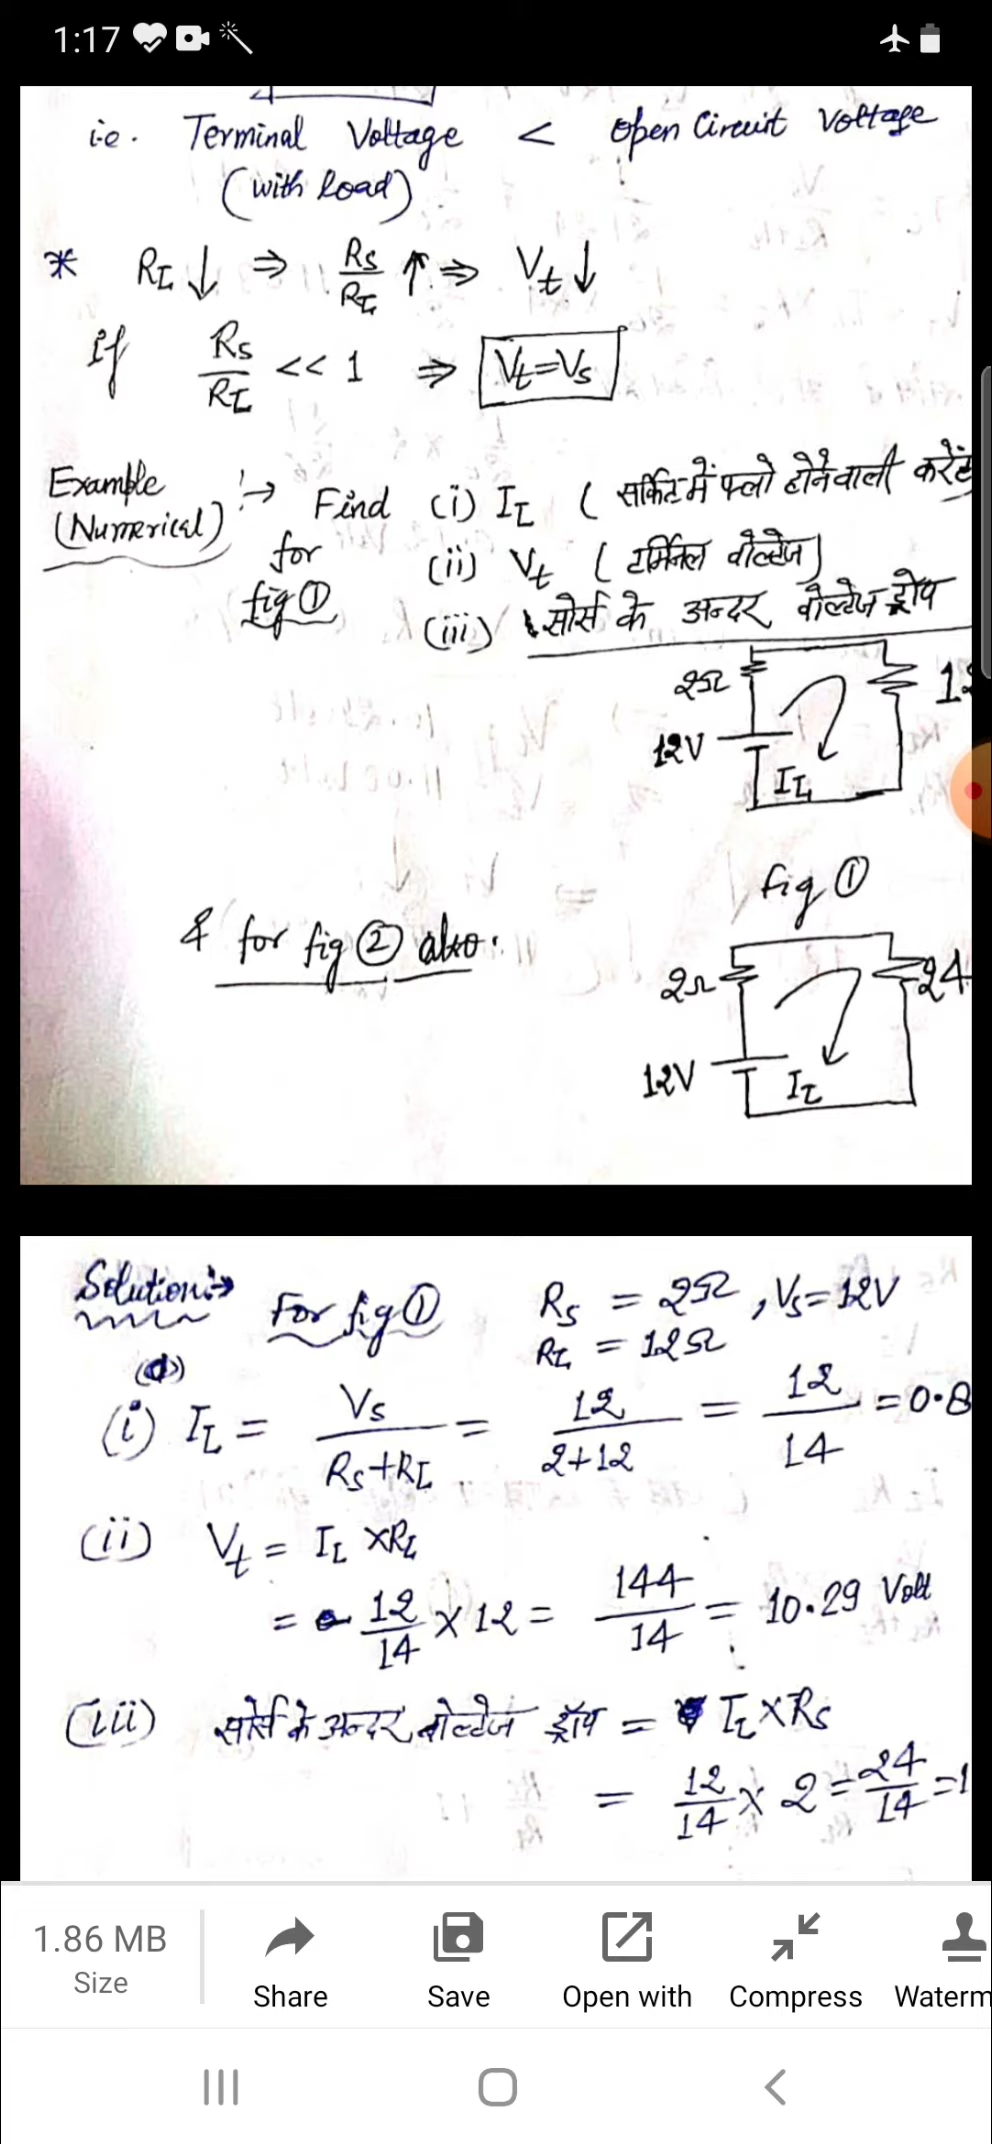 1:17
i.e. Terminal Voltage < Open Circuit Voltage
(with load)
* RL ↓ ⇒ Rs/RL ↑ ⇒ Vt ↓
if Rs/RL << 1 ⇒ Vt=Vs
Example (Numerical) :→ Find for fig ① (i) IL ( सर्किट में फ्लो होने वाली करेंट
(ii) Vt ( टर्मिनल वोल्टेज)
(iii) सोर्स के अन्दर वोल्टेज ड्रोप
2Ω
12V
IL
fig ①
& for fig ② also.
2Ω 24
12V
IL
Solution:→ For fig ① Rs = 2Ω, Vs=12V
RL = 12Ω
(i) IL = Vs/Rs+RL = 12/2+12 = 12/14 = 0.8
(ii) Vt = IL ×RL
= 12/14 × 12 = 144/14 = 10.29 Volt
(iii) सोर्स के अन्दर वोल्टेज ड्रॉप = IL×Rs
= 12/14 × 2 = 24/14 = 1
1.86 MB
Size
Share
Save
Open with
Compress
Waterm